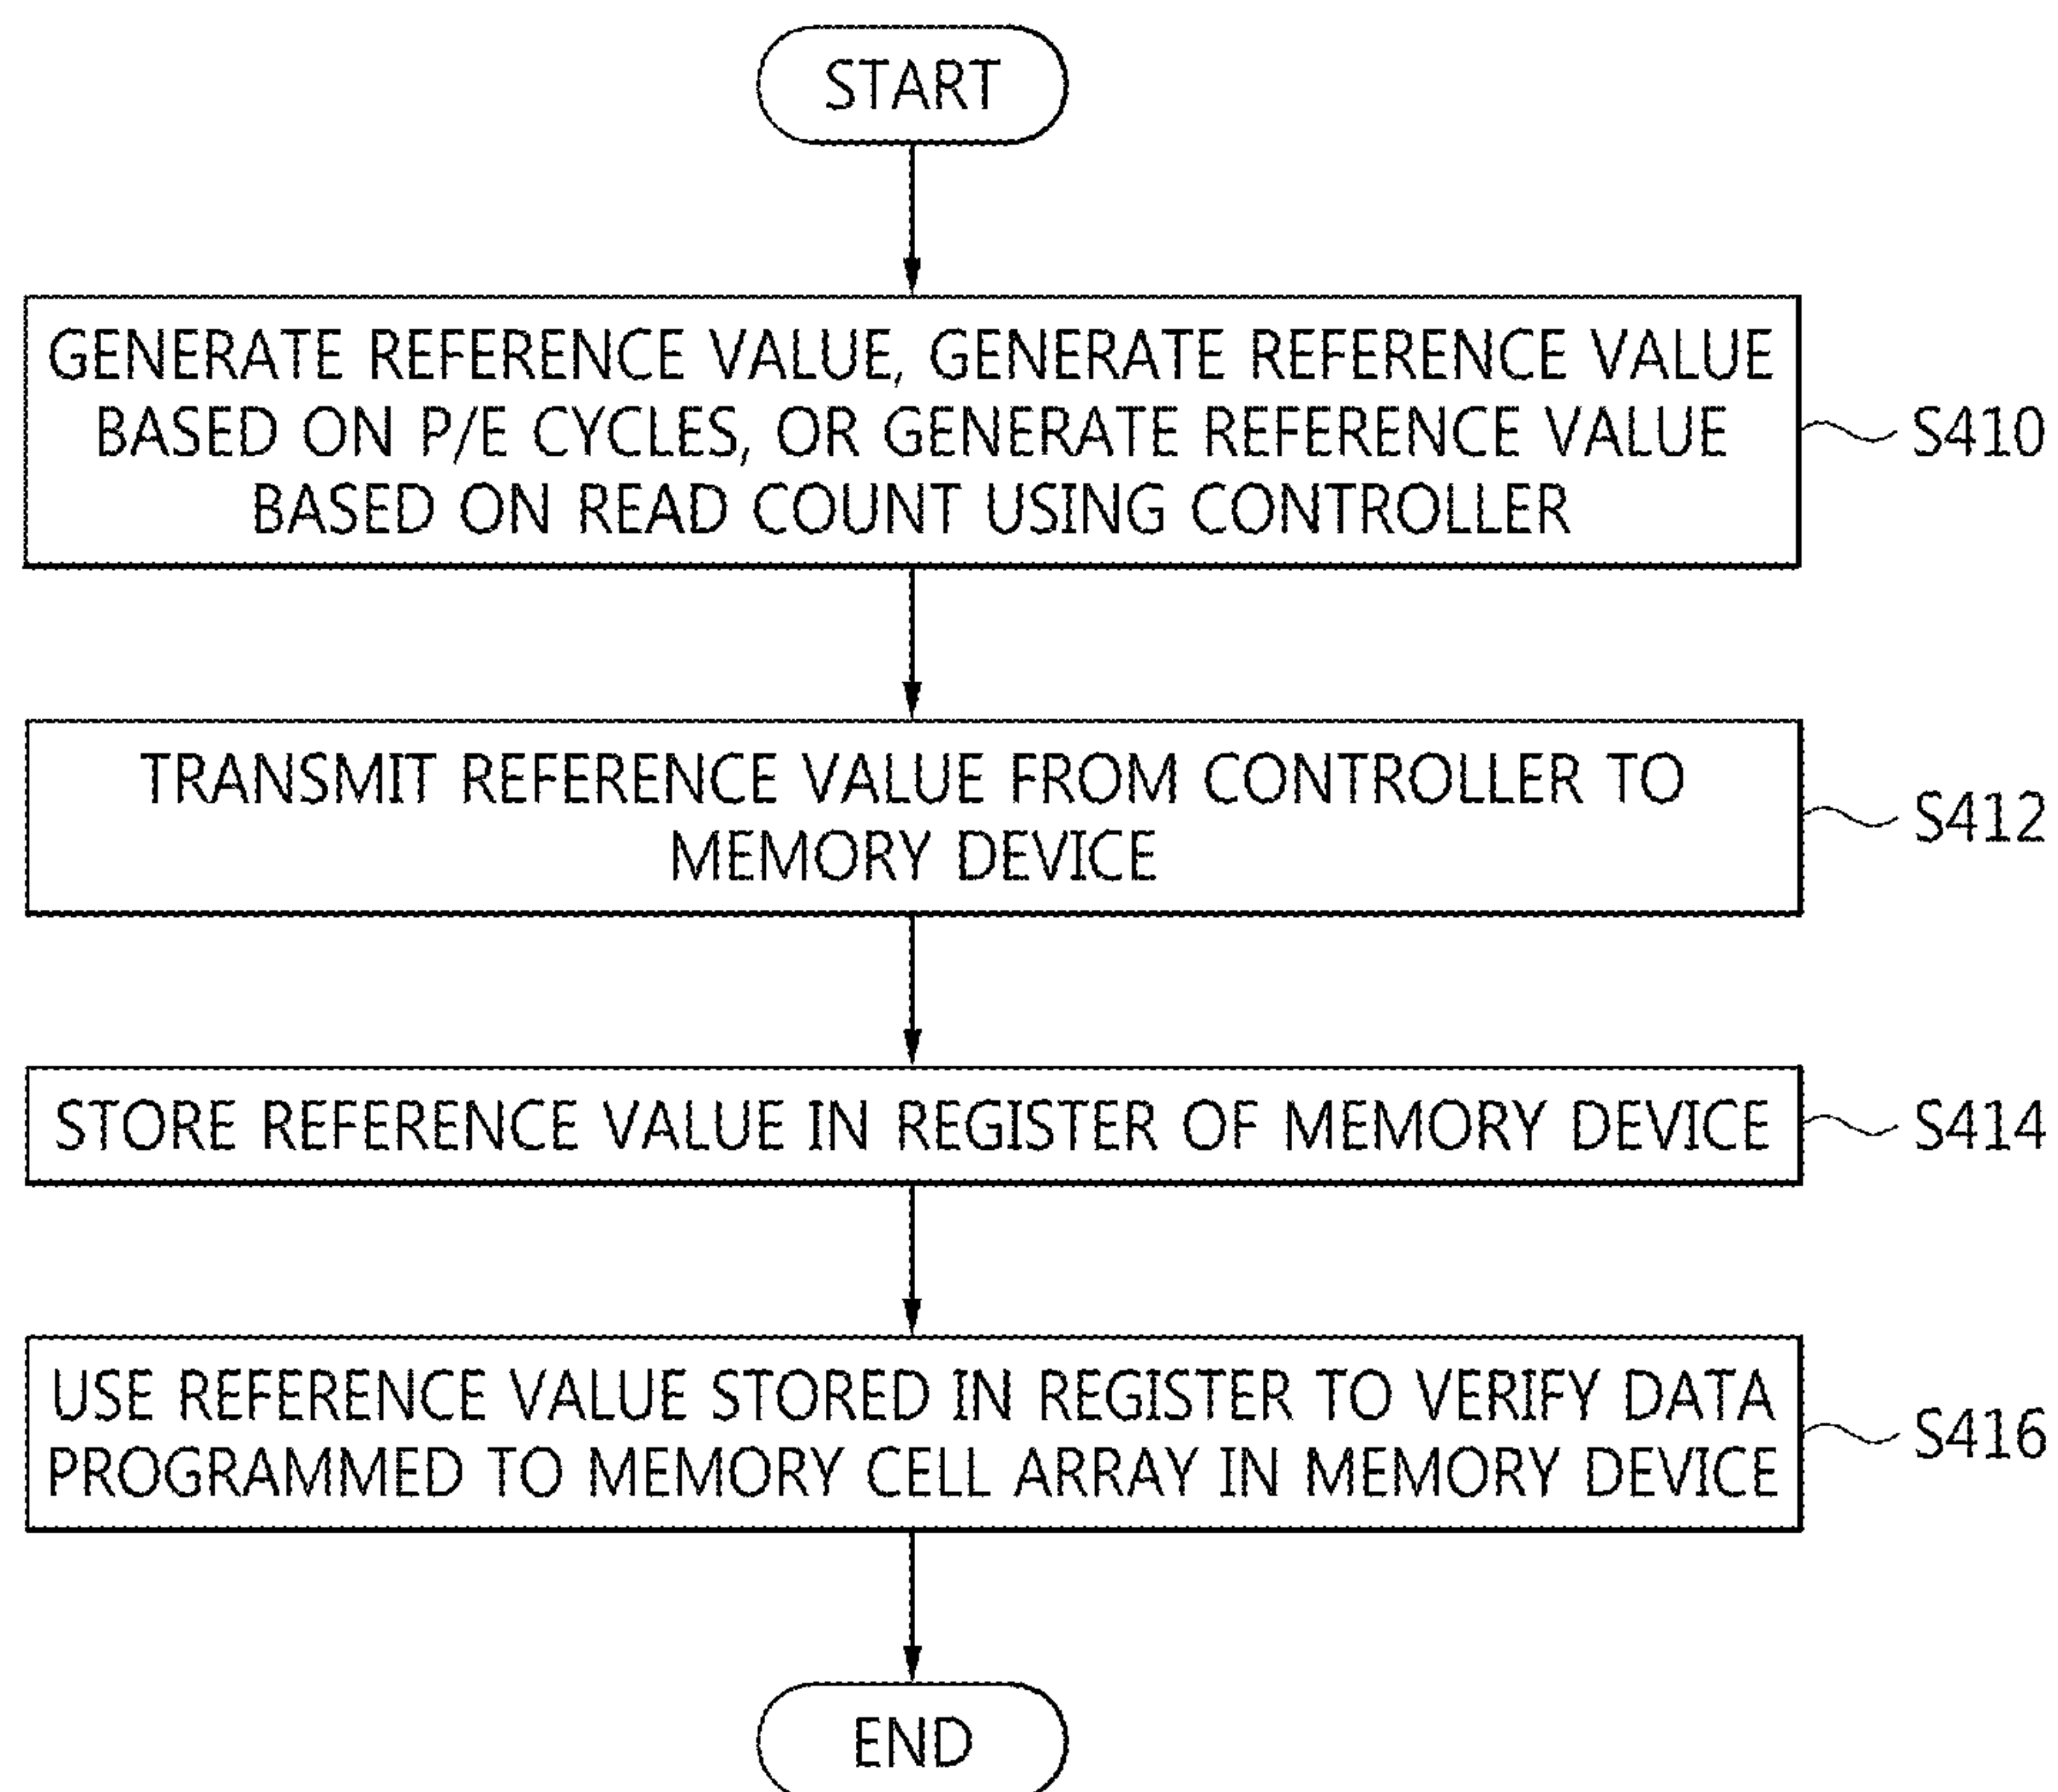 START
GENERATE REFERENCE VALUE, GENERATE REFERENCE VALUE
BASED ON P/E CYCLES, OR GENERATE REFERENCE VALUE
BASED ON READ COUNT USING CONTROLLER
S410
TRANSMIT REFERENCE VALUE FROM CONTROLLER TO
MEMORY DEVICE
S412
STORE REFERENCE VALUE IN REGISTER OF MEMORY DEVICE
S414
USE REFERENCE VALUE STORED IN REGISTER TO VERIFY DATA
PROGRAMMED TO MEMORY CELL ARRAY IN MEMORY DEVICE
S416
END